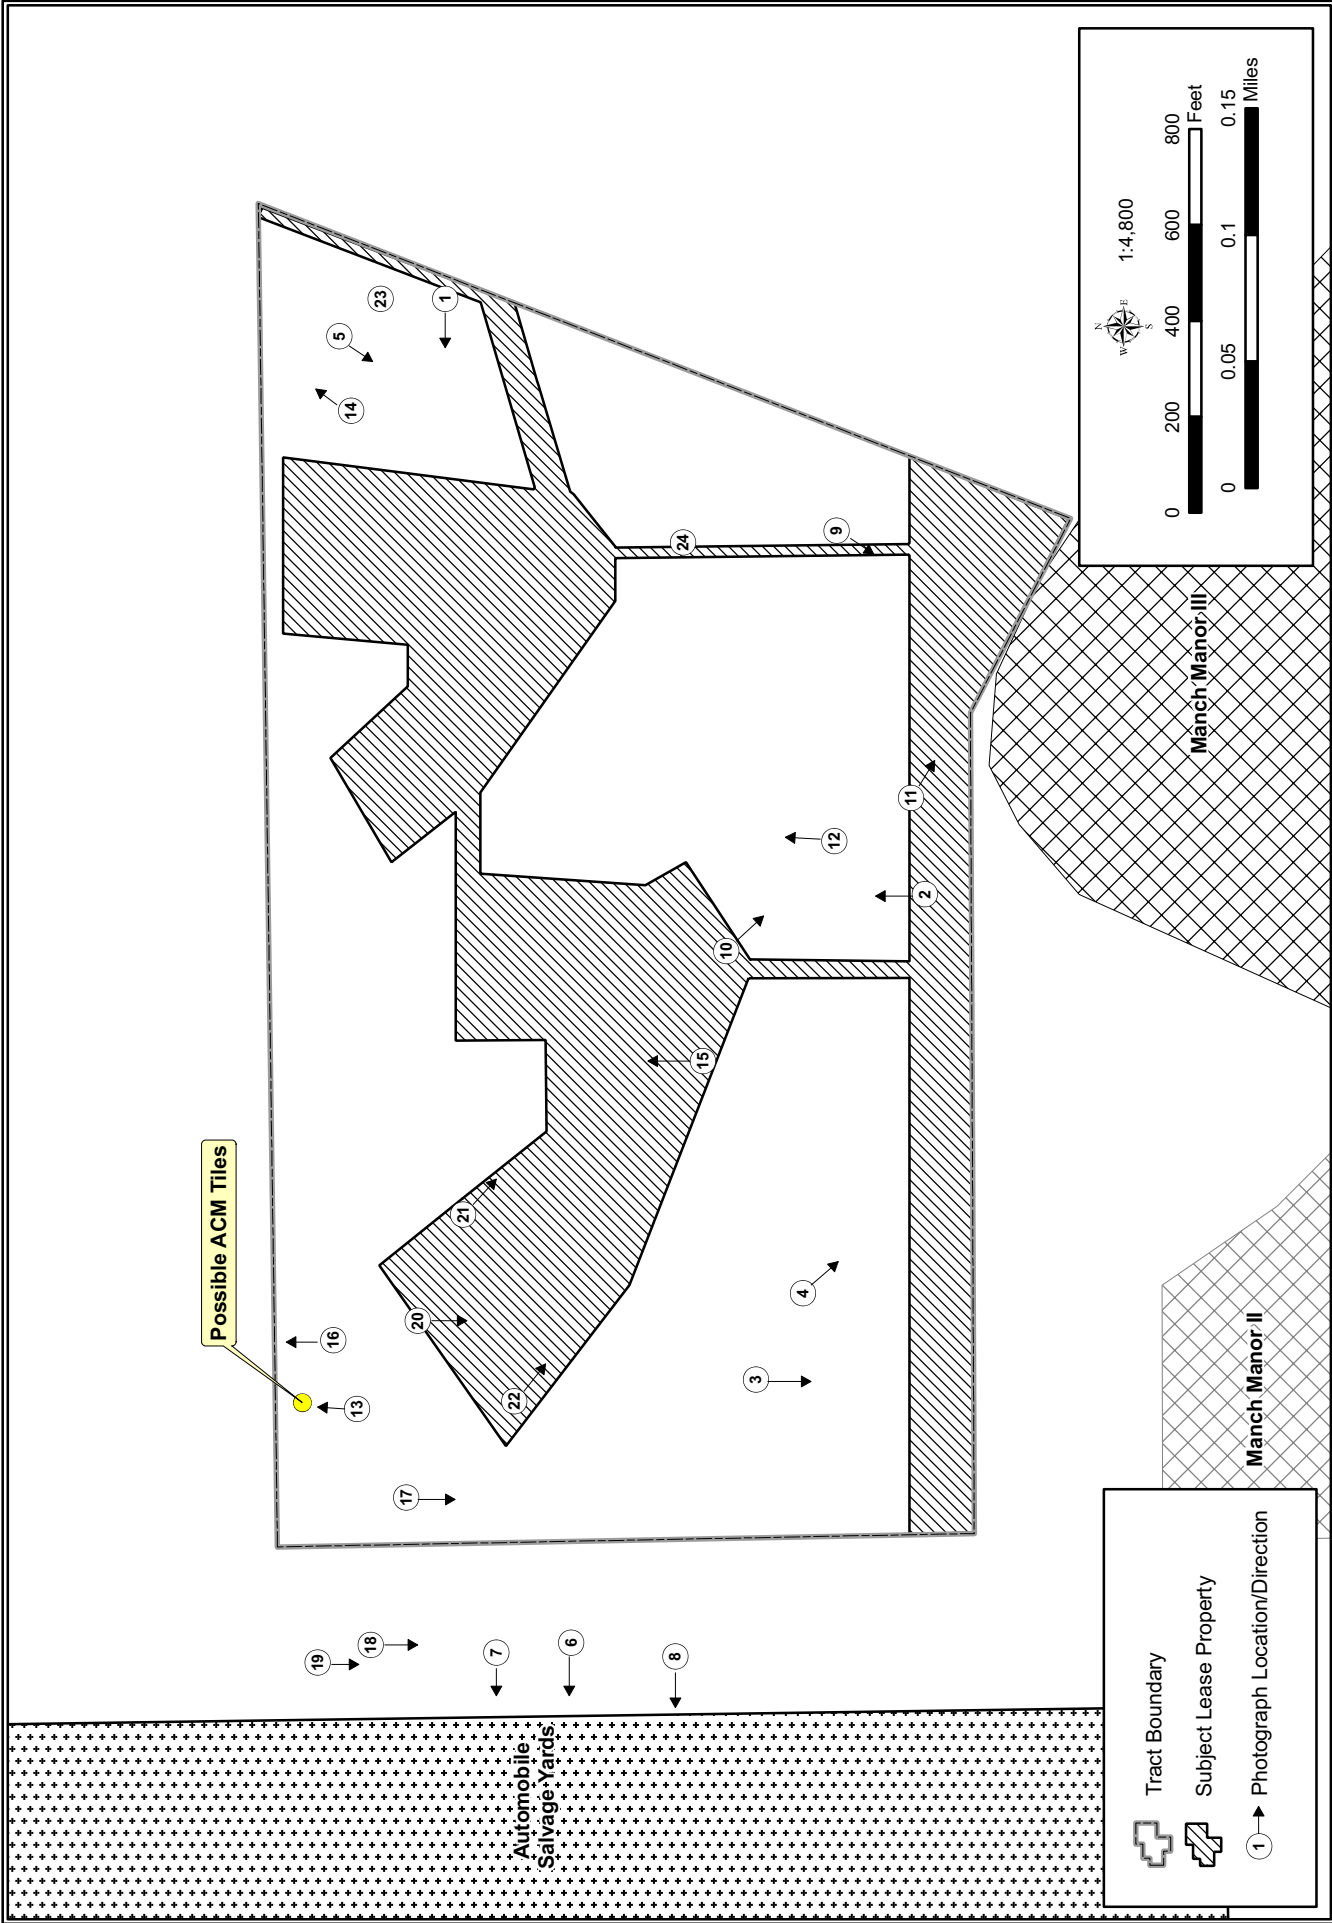 Possible ACM Tiles
19
18
7
6
8
17
13
16
20
22
21
3
4
15
10
2
12
11
14
5
23
1
24
9
Automobile
Salvage Yards
Manch Manor II
Manch Manor III
Tract Boundary
Subject Lease Property
1 Photograph Location/Direction
N
W E
S
1:4,800
0 200 400 600 800
Feet
0 0.05 0.1 0.15
Miles